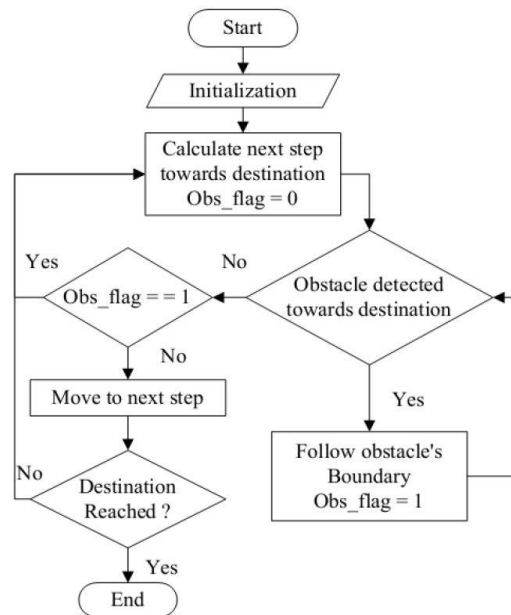 Start
Initialization
Calculate next step
towards destination
Obs_flag = 0
Yes
No
Obs_flag = = 1
Obstacle detected
towards destination
No
Yes
Move to next step
Follow obstacle's
Boundary
Obs_flag = 1
No
Destination
Reached ?
Yes
End